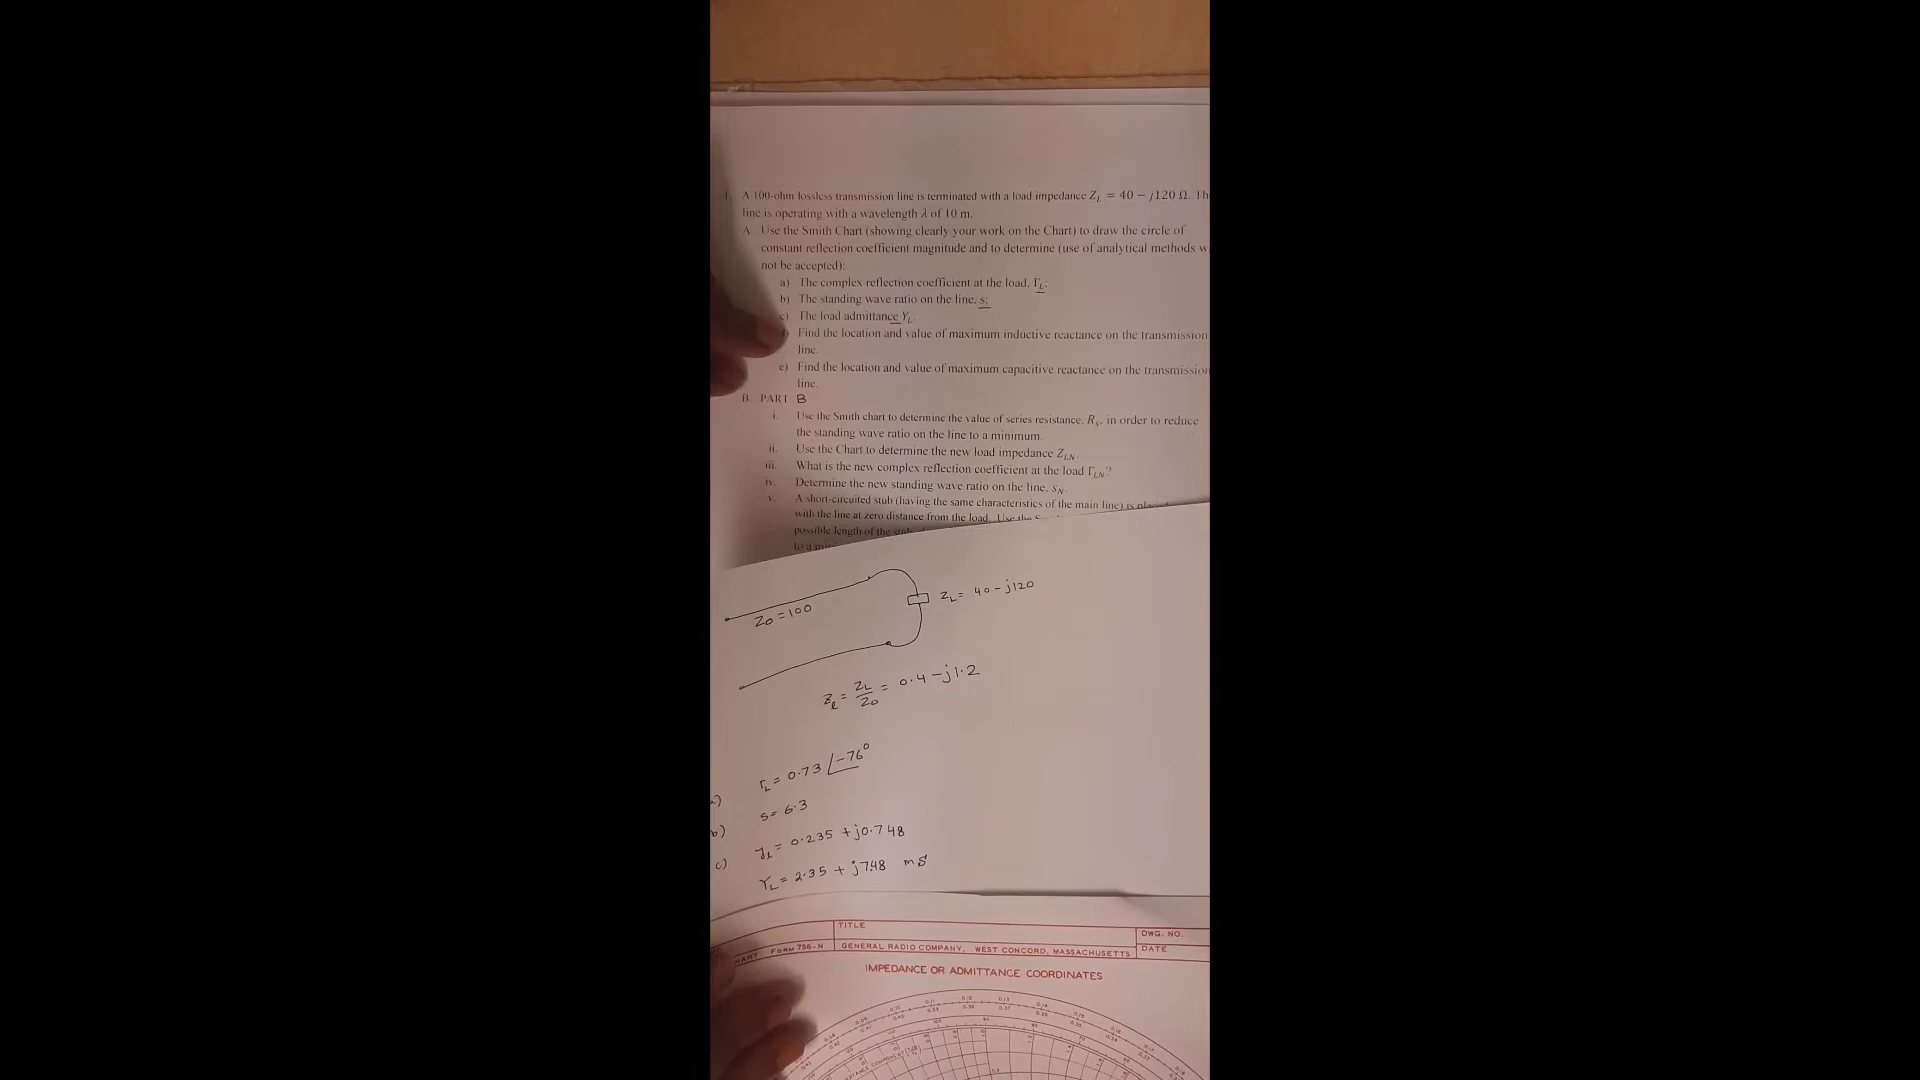 A 100-ohm lossless transmission line is terminated with a load impedance Z_L = 40 − j120 Ω. Th
line is operating with a wavelength λ of 10 m.
A. Use the Smith Chart (showing clearly your work on the Chart) to draw the circle of
constant reflection coefficient magnitude and to determine (use of analytical methods w
not be accepted):
a) The complex reflection coefficient at the load, Γ_L;
b) The standing wave ratio on the line, s;
c) The load admittance Y_L.
Find the location and value of maximum inductive reactance on the transmission
line.
e) Find the location and value of maximum capacitive reactance on the transmission
line.
B. PART B
i. Use the Smith chart to determine the value of series resistance, R_s, in order to reduce
the standing wave ratio on the line to a minimum.
ii. Use the Chart to determine the new load impedance Z_LN.
iii. What is the new complex reflection coefficient at the load Γ_LN?
iv. Determine the new standing wave ratio on the line, s_N.
v. A short-circuited stub (having the same characteristics of the main line) is
with the line at zero distance from the load. Use the
possible length of the
to a
Z0 = 100
Z_L = 40 - j120
Z_l = Z_L/Z0 = 0.4 - j1.2
Γ_L = 0.73 ∠-76°
b) s = 6.3
c) y_l = 0.235 + j0.748
Y_L = 2.35 + j7.48 mS
TITLE
DWG. NO.
HART FORM 756-N GENERAL RADIO COMPANY, WEST CONCORD, MASSACHUSETTS DATE
IMPEDANCE OR ADMITTANCE COORDINATES